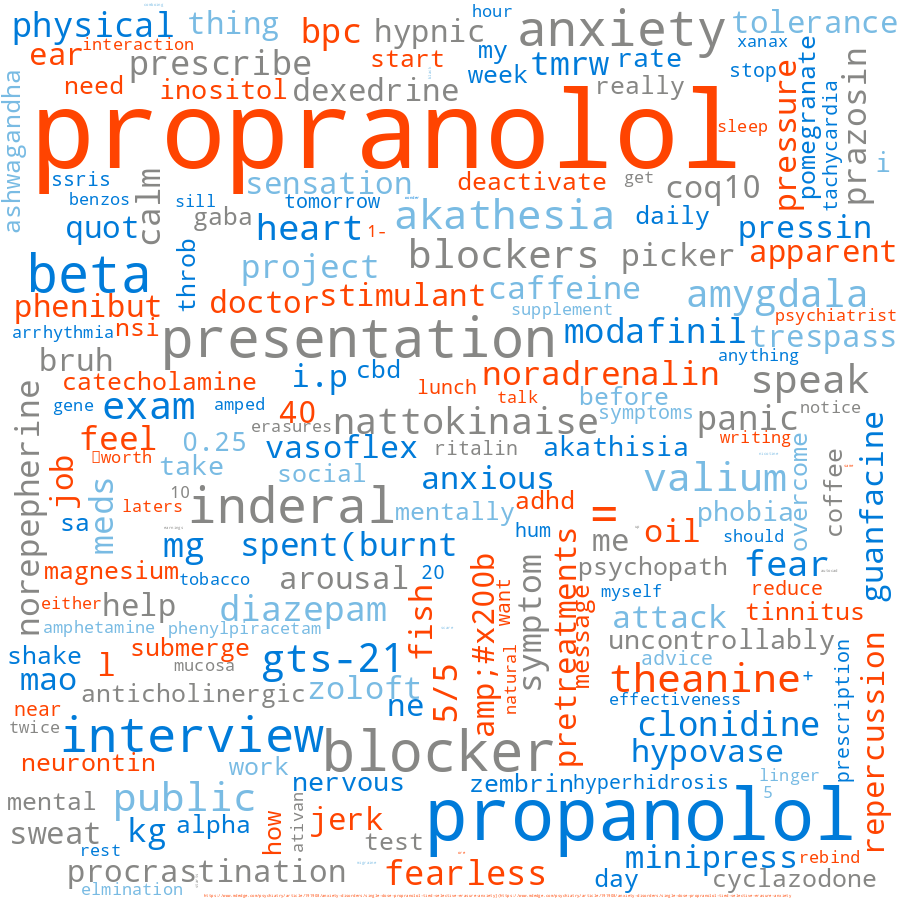 physical thing bpc hypnic anxiety tolerance
hour
ear interaction prescribe start my tmrw rate xanax
need inositol dexedrine week really stop
ashwagandha
propranolol
sleep pressure pomegranate tachycardia prazosin i
ssris benzos sill calm sensation tomorrow deactivate get coq10
quot gaba heart 1- akathesia daily pressin
beta throb project blockers picker apparent
phenibut doctor stimulant caffeine amygdala
arrhythmia nsi supplement psychiatrist
bruh presentation modafinil trespass
anything
catecholamine i.p cbd lunch noradrenalin speak
gene exam amped 40 talk before
erasures nattokinaise symptoms panic notice
feel 0.25 vasoflex ritalin akathisia writing
worth
norepepherine job meds take social anxious valium overcome coffee guanfacine
10 laters inderal mentally adhd = oil phobia
sa hum me should
mg spent(burnt fear
magnesium tobacco arousal 20 psychopath
either help diazepam fish amp;#x200b want symptom pretreatments message myself reduce
attack tinnitus
amphetamine phenylpiracetam uncontrollably
shake submerge l gts-21 advice
mucosa natural
mao anticholinergic zoloft ne 5/5 theanine +
near effectiveness prescription repercussion
twice interview blocker clonidine
neurontin work hypovase
nervous zembrin hyperhidrosis linger
mental public propanolol 5
sweat kg alpha how ativan jerk test
rest minipress rebind
procrastination fearless day cyclazodone
elmination